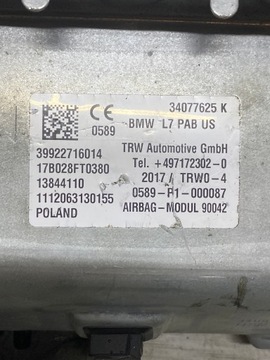 34077625 K
CE
0589
BMW L7 PAB US
39922716014
TRW Automotive GmbH
17B028FT0380
Tel. +497172302-0
13844110
2017 / TRWO-4
1112063130155
0589-P1-000087
POLAND
AIRBAG-MODUL 90042